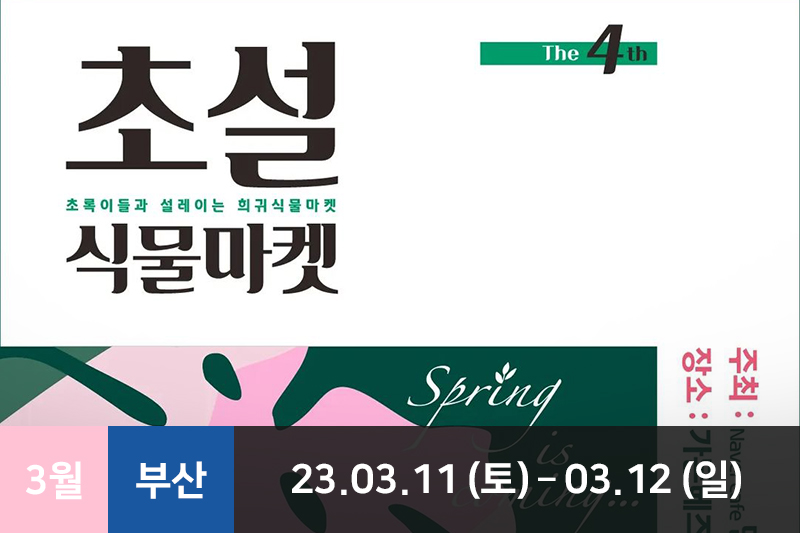 The 4th
초설
초록이들과 설레이는 희귀식물마켓
식물마켓
Spring
is
coming...
주최:
장소:
3월
부산
23.03.11 (토) – 03.12 (일)